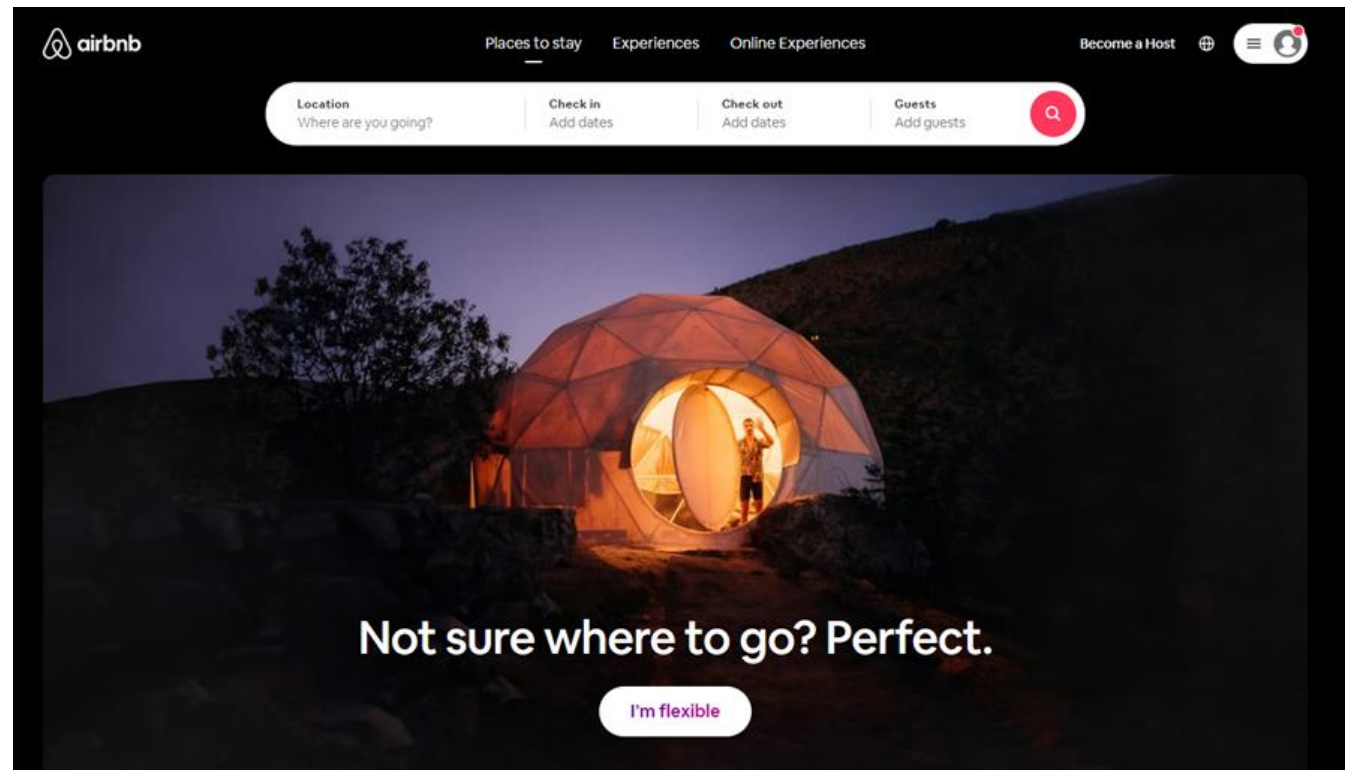 airbnb
Places to stay Experiences Online Experiences
Become a Host
Location Check in Check out Guests
Where are you going? Add dates Add dates Add guests
Not sure where to go? Perfect.
I'm flexible